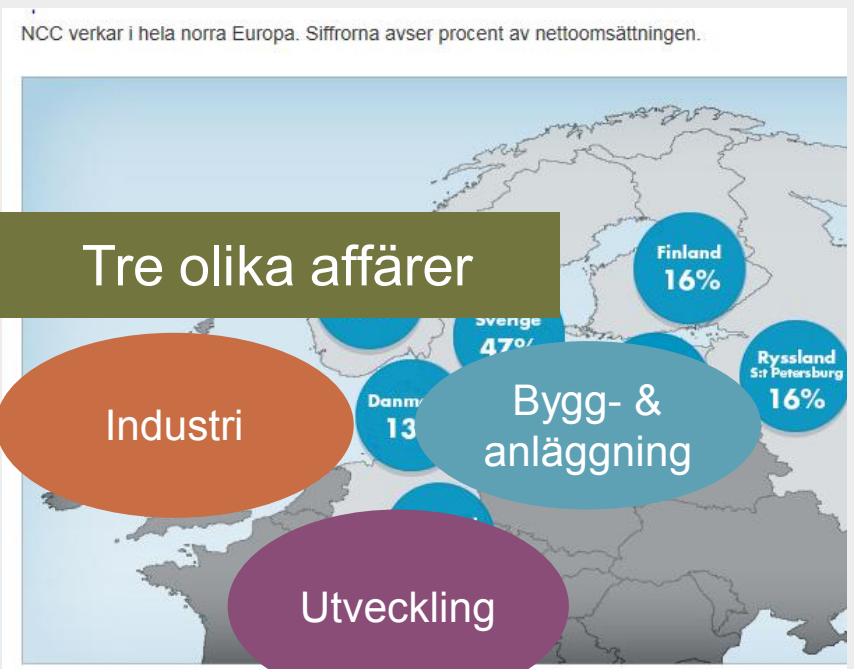 NCC verkar i hela norra Europa. Siffrorna avser procent av nettoomsättningen.
Tre olika affärer
Finland
16%
Sverige
47%
Ryssland
S:t Petersburg
16%
13
Industri
Bygg- &
anläggning
Utveckling